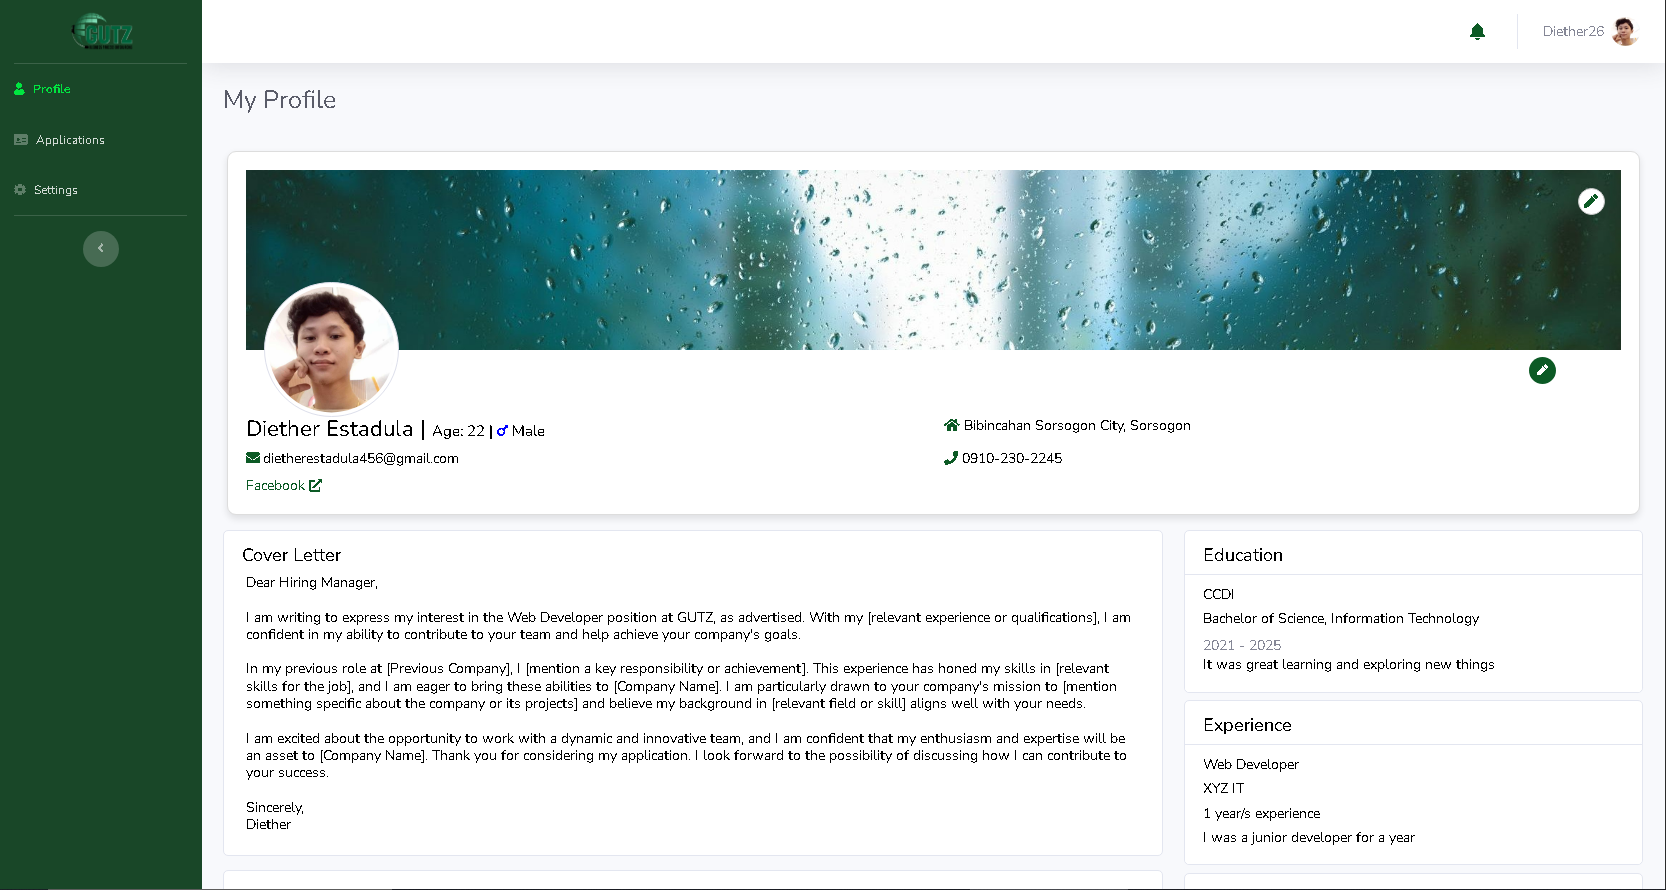 GUTZ
Diether26
Profile
Applications
Settings
My Profile
Diether Estadula | Age: 22 | Male
dietherestadula456@gmail.com
Facebook
Bibincahan Sorsogon City, Sorsogon
0910-230-2245
Cover Letter
Dear Hiring Manager,
I am writing to express my interest in the Web Developer position at GUTZ, as advertised. With my [relevant experience or qualifications], I am
confident in my ability to contribute to your team and help achieve your company's goals.
In my previous role at [Previous Company], I [mention a key responsibility or achievement]. This experience has honed my skills in [relevant
skills for the job], and I am eager to bring these abilities to [Company Name]. I am particularly drawn to your company's mission to [mention
something specific about the company or its projects] and believe my background in [relevant field or skill] aligns well with your needs.
I am excited about the opportunity to work with a dynamic and innovative team, and I am confident that my enthusiasm and expertise will be
an asset to [Company Name]. Thank you for considering my application. I look forward to the possibility of discussing how I can contribute to
your success.
Sincerely,
Diether
Education
CCDI
Bachelor of Science, Information Technology
2021 - 2025
It was great learning and exploring new things
Experience
Web Developer
XYZ IT
1 year/s experience
I was a junior developer for a year